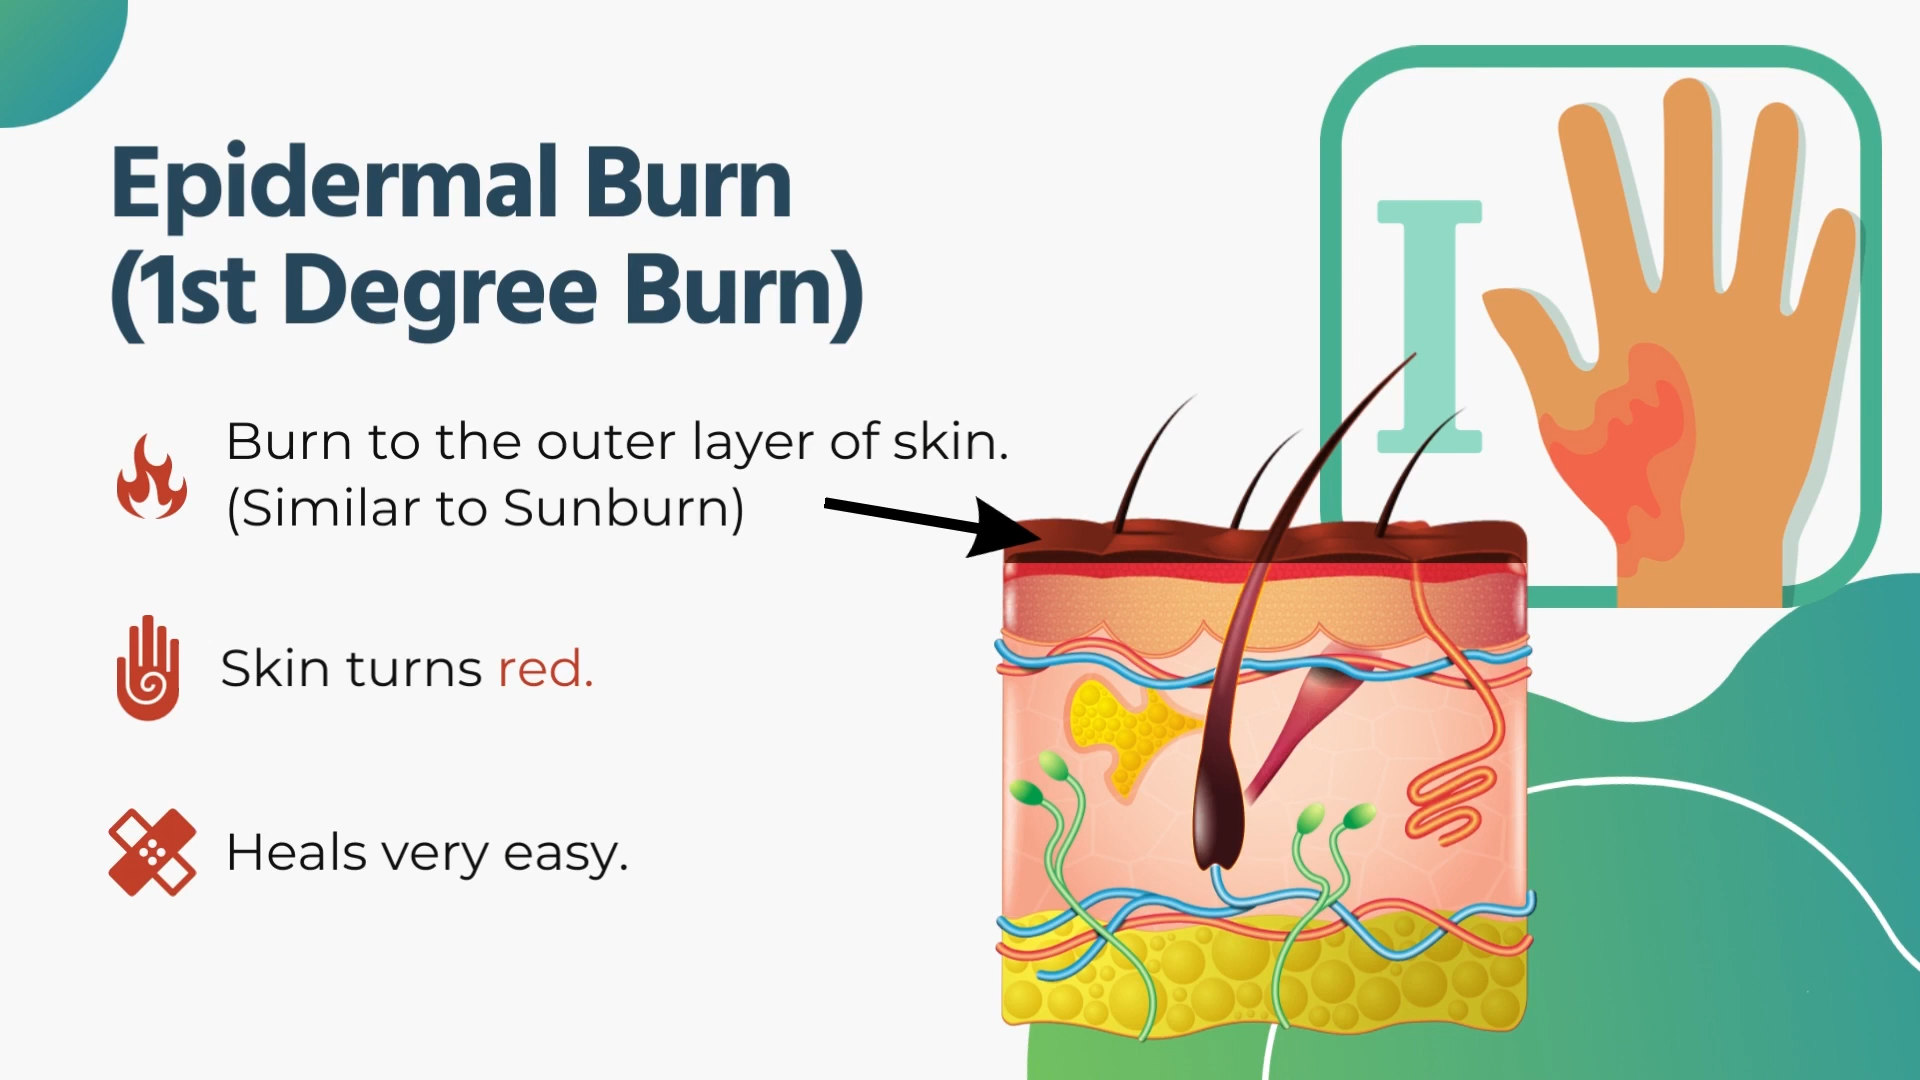 Epidermal Burn
(1st Degree Burn)
I
Burn to the outer layer of skin.
(Similar to Sunburn)
Skin turns red.
Heals very easy.